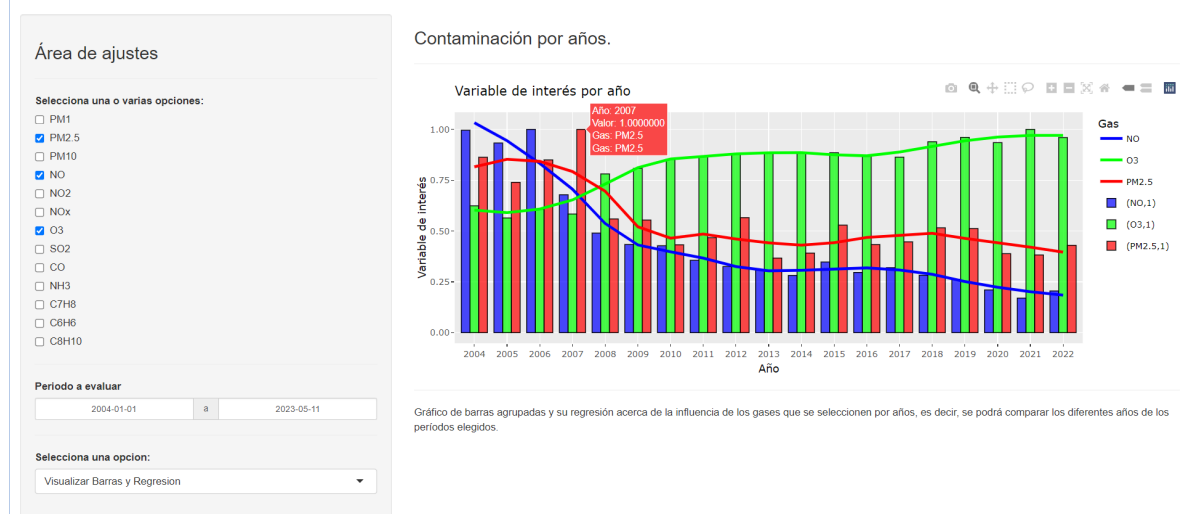 Área de ajustes
Selecciona una o varias opciones:
PM1
PM2.5
PM10
NO
NO2
NOx
O3
SO2
CO
NH3
C7H8
C6H6
C8H10
Periodo a evaluar
2004-01-01 a 2023-05-11
Selecciona una opcion:
Visualizar Barras y Regresion
Contaminación por años.
Variable de interés por año
Año: 2007
Valor: 1.0000000
Gas: PM2.5
Gas: PM2.5
Variable de interés
1.00
0.75
0.50
0.25
0.00
2004 2005 2006 2007 2008 2009 2010 2011 2012 2013 2014 2015 2016 2017 2018 2019 2020 2021 2022
Año
Gas
NO
O3
PM2.5
(NO,1)
(O3,1)
(PM2.5,1)
Gráfico de barras agrupadas y su regresión acerca de la influencia de los gases que se seleccionen por años, es decir, se podrá comparar los diferentes años de los
períodos elegidos.